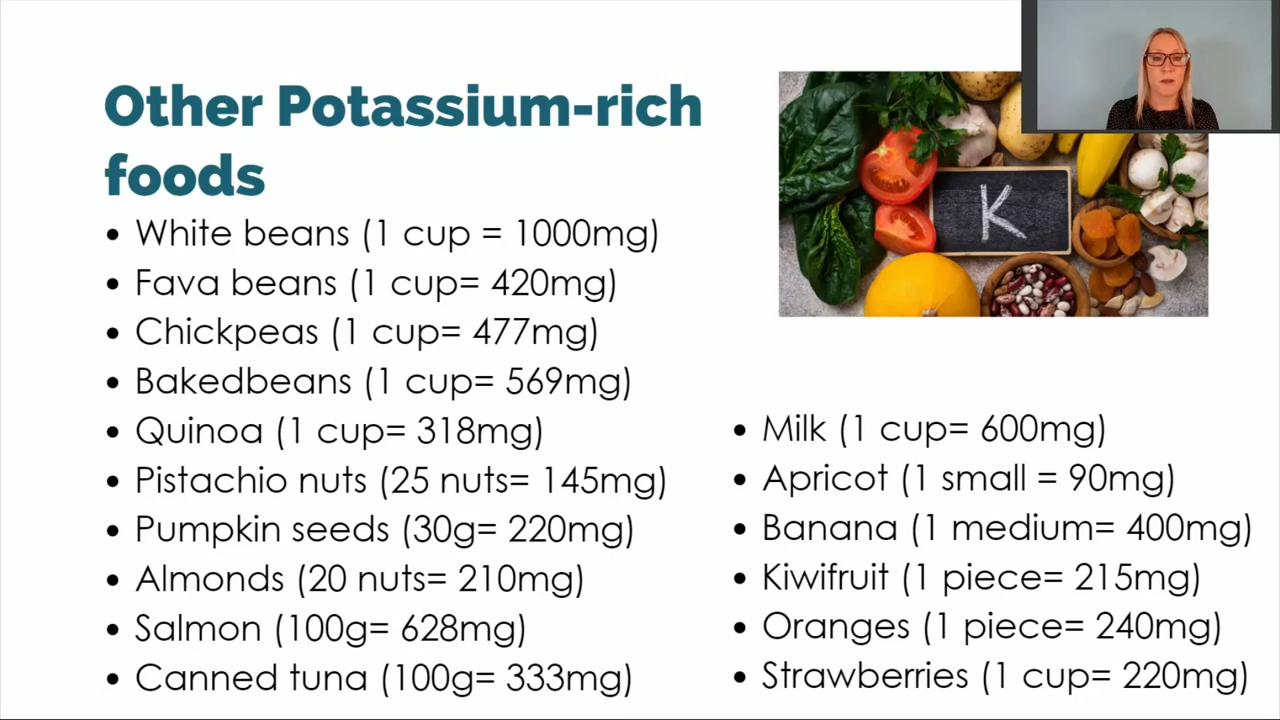 Other Potassium-rich
foods
K
• White beans (1 cup = 1000mg)
• Fava beans (1 cup= 420mg)
• Chickpeas (1 cup= 477mg)
• Bakedbeans (1 cup= 569mg)
• Quinoa (1 cup= 318mg)
• Pistachio nuts (25 nuts= 145mg)
• Pumpkin seeds (30g= 220mg)
• Almonds (20 nuts= 210mg)
• Salmon (100g= 628mg)
• Canned tuna (100g= 333mg)
• Milk (1 cup= 600mg)
• Apricot (1 small = 90mg)
• Banana (1 medium= 400mg)
• Kiwifruit (1 piece= 215mg)
• Oranges (1 piece= 240mg)
• Strawberries (1 cup= 220mg)